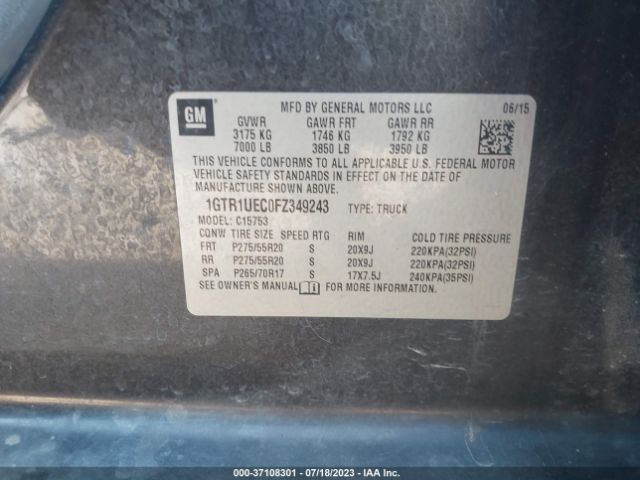 GM
MFD BY GENERAL MOTORS LLC 06/15
GVWR GAWR FRT GAWR RR
3175 KG 1746 KG 1792 KG
7000 LB 3850 LB 3950 LB
THIS VEHICLE CONFORMS TO ALL APPLICABLE U.S. FEDERAL MOTOR
VEHICLE SAFETY STANDARDS IN EFFECT ON THE DATE OF
MANUFACTURE SHOWN ABOVE.
1GTR1UEC0FZ349243 TYPE: TRUCK
MODEL: C15753
CONW TIRE SIZE SPEED RTG RIM COLD TIRE PRESSURE
FRT P275/55R20 S 20X9J 220KPA(32PSI)
RR P275/55R20 S 20X9J 220KPA(32PSI)
SPA P265/70R17 S 17X7.5J 240KPA(35PSI)
SEE OWNER'S MANUAL FOR MORE INFORMATION.
000-37108301 / 07/18/2023 - IAA Inc.